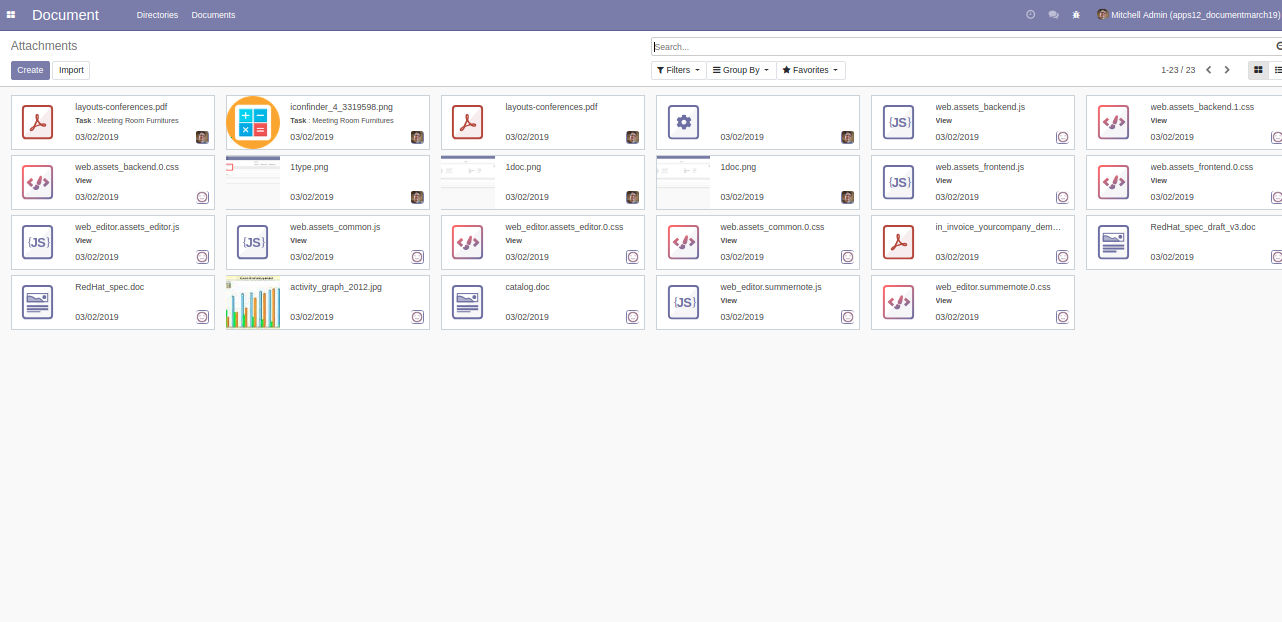 Document Directories Documents Mitchell Admin (apps12_documentmarch19)
Attachments
Search...
Create Import Filters Group By Favorites 1-23 / 23
layouts-conferences.pdf
Task : Meeting Room Furnitures
03/02/2019
iconfinder_4_3319598.png
Task : Meeting Room Furnitures
03/02/2019
layouts-conferences.pdf
03/02/2019
03/02/2019
{JS}
web.assets_backend.js
View
03/02/2019
web.assets_backend.1.css
View
03/02/2019
web.assets_backend.0.css
View
03/02/2019
1type.png
03/02/2019
1doc.png
03/02/2019
1doc.png
03/02/2019
{JS}
web.assets_frontend.js
View
03/02/2019
web.assets_frontend.0.css
View
03/02/2019
{JS}
web_editor.assets_editor.js
View
03/02/2019
{JS}
web.assets_common.js
View
03/02/2019
web_editor.assets_editor.0.css
View
03/02/2019
web.assets_common.0.css
View
03/02/2019
in_invoice_yourcompany_dem...
03/02/2019
RedHat_spec_draft_v3.doc
03/02/2019
RedHat_spec.doc
03/02/2019
activity_graph_2012.jpg
03/02/2019
catalog.doc
03/02/2019
{JS}
web_editor.summernote.js
View
03/02/2019
web_editor.summernote.0.css
View
03/02/2019